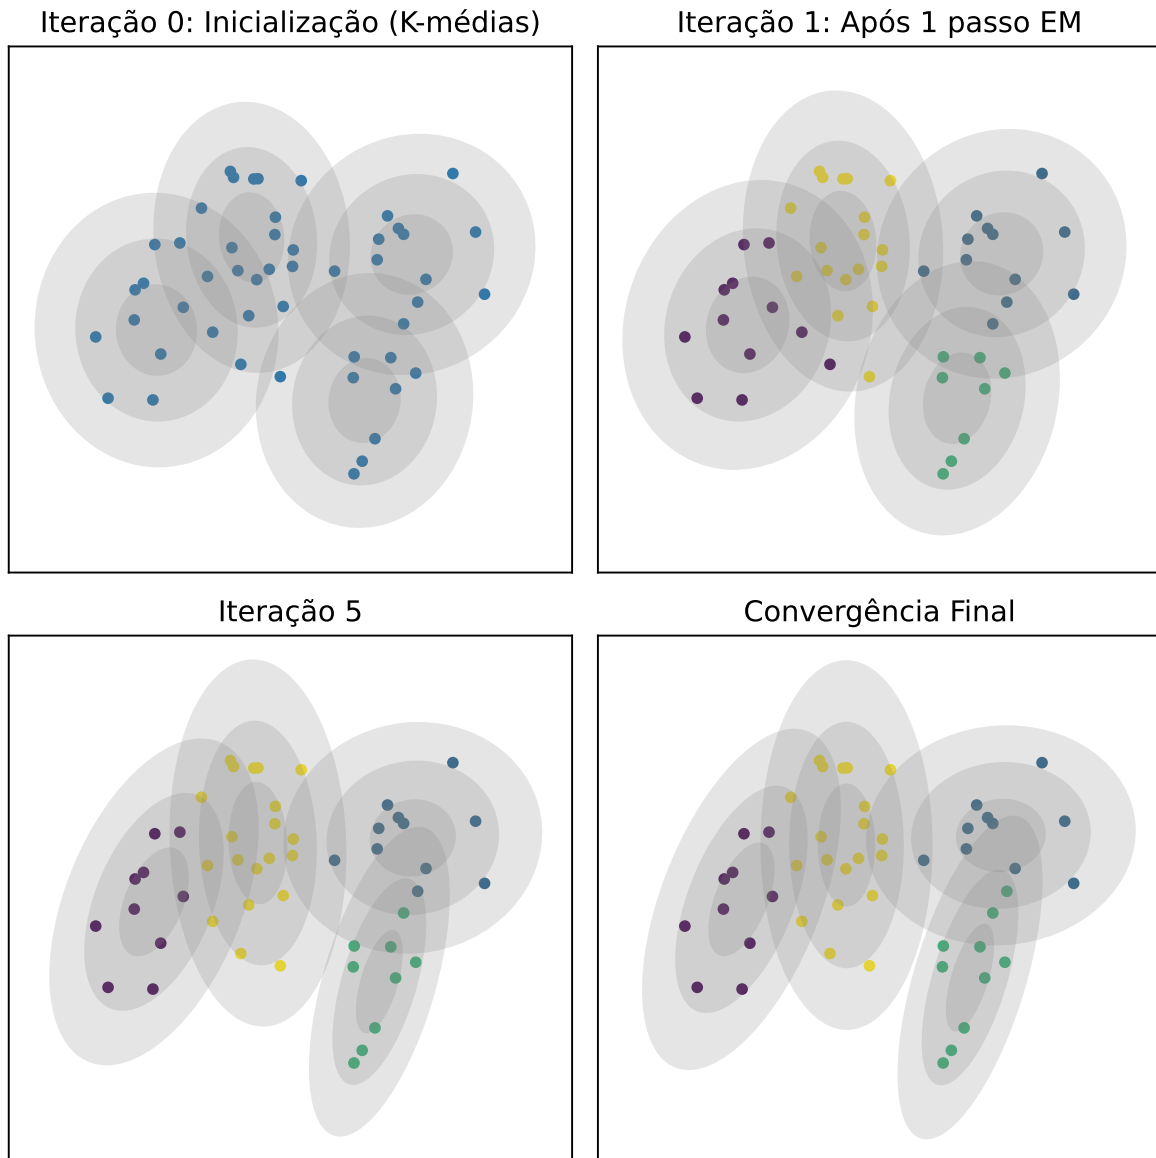 Iteração 0: Inicialização (K-médias)
Iteração 1: Após 1 passo EM
Iteração 5
Convergência Final